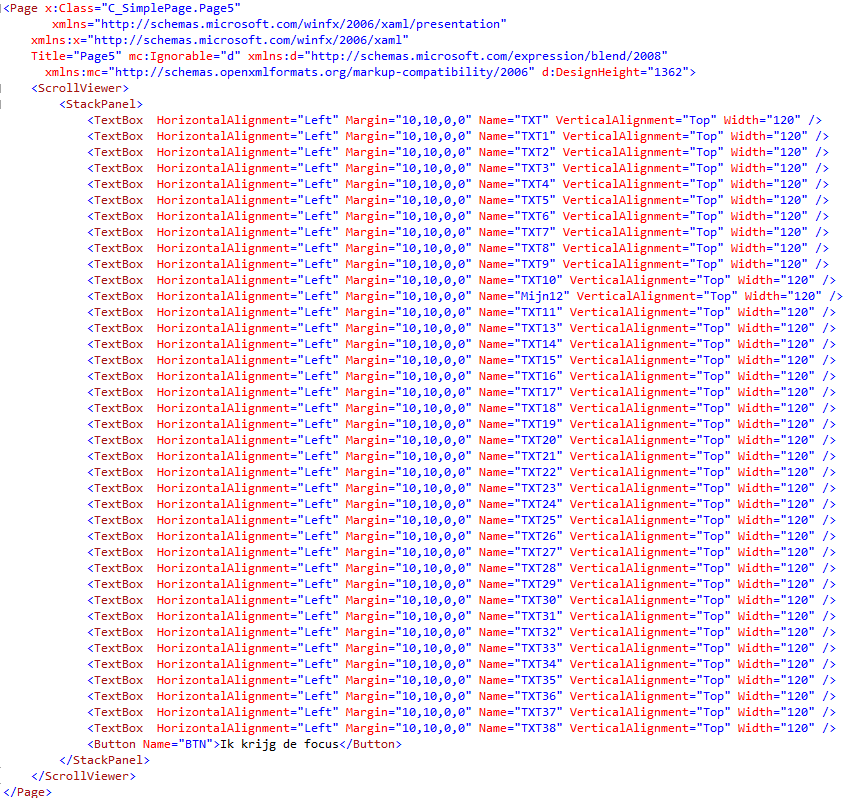 <Page x:Class="C_SimplePage.Page5"
xmlns="http://schemas.microsoft.com/winfx/2006/xaml/presentation"
xmlns:x="http://schemas.microsoft.com/winfx/2006/xaml"
Title="Page5" mc:Ignorable="d" xmlns:d="http://schemas.microsoft.com/expression/blend/2008"
xmlns:mc="http://schemas.openxmlformats.org/markup-compatibility/2006" d:DesignHeight="1362">
<ScrollViewer>
<StackPanel>
<TextBox  HorizontalAlignment="Left" Margin="10,10,0,0" Name="TXT" VerticalAlignment="Top" Width="120" />
<TextBox  HorizontalAlignment="Left" Margin="10,10,0,0" Name="TXT1" VerticalAlignment="Top" Width="120" />
<TextBox  HorizontalAlignment="Left" Margin="10,10,0,0" Name="TXT2" VerticalAlignment="Top" Width="120" />
<TextBox  HorizontalAlignment="Left" Margin="10,10,0,0" Name="TXT3" VerticalAlignment="Top" Width="120" />
<TextBox  HorizontalAlignment="Left" Margin="10,10,0,0" Name="TXT4" VerticalAlignment="Top" Width="120" />
<TextBox  HorizontalAlignment="Left" Margin="10,10,0,0" Name="TXT5" VerticalAlignment="Top" Width="120" />
<TextBox  HorizontalAlignment="Left" Margin="10,10,0,0" Name="TXT6" VerticalAlignment="Top" Width="120" />
<TextBox  HorizontalAlignment="Left" Margin="10,10,0,0" Name="TXT7" VerticalAlignment="Top" Width="120" />
<TextBox  HorizontalAlignment="Left" Margin="10,10,0,0" Name="TXT8" VerticalAlignment="Top" Width="120" />
<TextBox  HorizontalAlignment="Left" Margin="10,10,0,0" Name="TXT9" VerticalAlignment="Top" Width="120" />
<TextBox  HorizontalAlignment="Left" Margin="10,10,0,0" Name="TXT10" VerticalAlignment="Top" Width="120" />
<TextBox  HorizontalAlignment="Left" Margin="10,10,0,0" Name="Mijn12" VerticalAlignment="Top" Width="120" />
<TextBox  HorizontalAlignment="Left" Margin="10,10,0,0" Name="TXT11" VerticalAlignment="Top" Width="120" />
<TextBox  HorizontalAlignment="Left" Margin="10,10,0,0" Name="TXT13" VerticalAlignment="Top" Width="120" />
<TextBox  HorizontalAlignment="Left" Margin="10,10,0,0" Name="TXT14" VerticalAlignment="Top" Width="120" />
<TextBox  HorizontalAlignment="Left" Margin="10,10,0,0" Name="TXT15" VerticalAlignment="Top" Width="120" />
<TextBox  HorizontalAlignment="Left" Margin="10,10,0,0" Name="TXT16" VerticalAlignment="Top" Width="120" />
<TextBox  HorizontalAlignment="Left" Margin="10,10,0,0" Name="TXT17" VerticalAlignment="Top" Width="120" />
<TextBox  HorizontalAlignment="Left" Margin="10,10,0,0" Name="TXT18" VerticalAlignment="Top" Width="120" />
<TextBox  HorizontalAlignment="Left" Margin="10,10,0,0" Name="TXT19" VerticalAlignment="Top" Width="120" />
<TextBox  HorizontalAlignment="Left" Margin="10,10,0,0" Name="TXT20" VerticalAlignment="Top" Width="120" />
<TextBox  HorizontalAlignment="Left" Margin="10,10,0,0" Name="TXT21" VerticalAlignment="Top" Width="120" />
<TextBox  HorizontalAlignment="Left" Margin="10,10,0,0" Name="TXT22" VerticalAlignment="Top" Width="120" />
<TextBox  HorizontalAlignment="Left" Margin="10,10,0,0" Name="TXT23" VerticalAlignment="Top" Width="120" />
<TextBox  HorizontalAlignment="Left" Margin="10,10,0,0" Name="TXT24" VerticalAlignment="Top" Width="120" />
<TextBox  HorizontalAlignment="Left" Margin="10,10,0,0" Name="TXT25" VerticalAlignment="Top" Width="120" />
<TextBox  HorizontalAlignment="Left" Margin="10,10,0,0" Name="TXT26" VerticalAlignment="Top" Width="120" />
<TextBox  HorizontalAlignment="Left" Margin="10,10,0,0" Name="TXT27" VerticalAlignment="Top" Width="120" />
<TextBox  HorizontalAlignment="Left" Margin="10,10,0,0" Name="TXT28" VerticalAlignment="Top" Width="120" />
<TextBox  HorizontalAlignment="Left" Margin="10,10,0,0" Name="TXT29" VerticalAlignment="Top" Width="120" />
<TextBox  HorizontalAlignment="Left" Margin="10,10,0,0" Name="TXT30" VerticalAlignment="Top" Width="120" />
<TextBox  HorizontalAlignment="Left" Margin="10,10,0,0" Name="TXT31" VerticalAlignment="Top" Width="120" />
<TextBox  HorizontalAlignment="Left" Margin="10,10,0,0" Name="TXT32" VerticalAlignment="Top" Width="120" />
<TextBox  HorizontalAlignment="Left" Margin="10,10,0,0" Name="TXT33" VerticalAlignment="Top" Width="120" />
<TextBox  HorizontalAlignment="Left" Margin="10,10,0,0" Name="TXT34" VerticalAlignment="Top" Width="120" />
<TextBox  HorizontalAlignment="Left" Margin="10,10,0,0" Name="TXT35" VerticalAlignment="Top" Width="120" />
<TextBox  HorizontalAlignment="Left" Margin="10,10,0,0" Name="TXT36" VerticalAlignment="Top" Width="120" />
<TextBox  HorizontalAlignment="Left" Margin="10,10,0,0" Name="TXT37" VerticalAlignment="Top" Width="120" />
<TextBox  HorizontalAlignment="Left" Margin="10,10,0,0" Name="TXT38" VerticalAlignment="Top" Width="120" />
<Button Name="BTN">Ik krijg de focus</Button>
</StackPanel>
</ScrollViewer>
</Page>